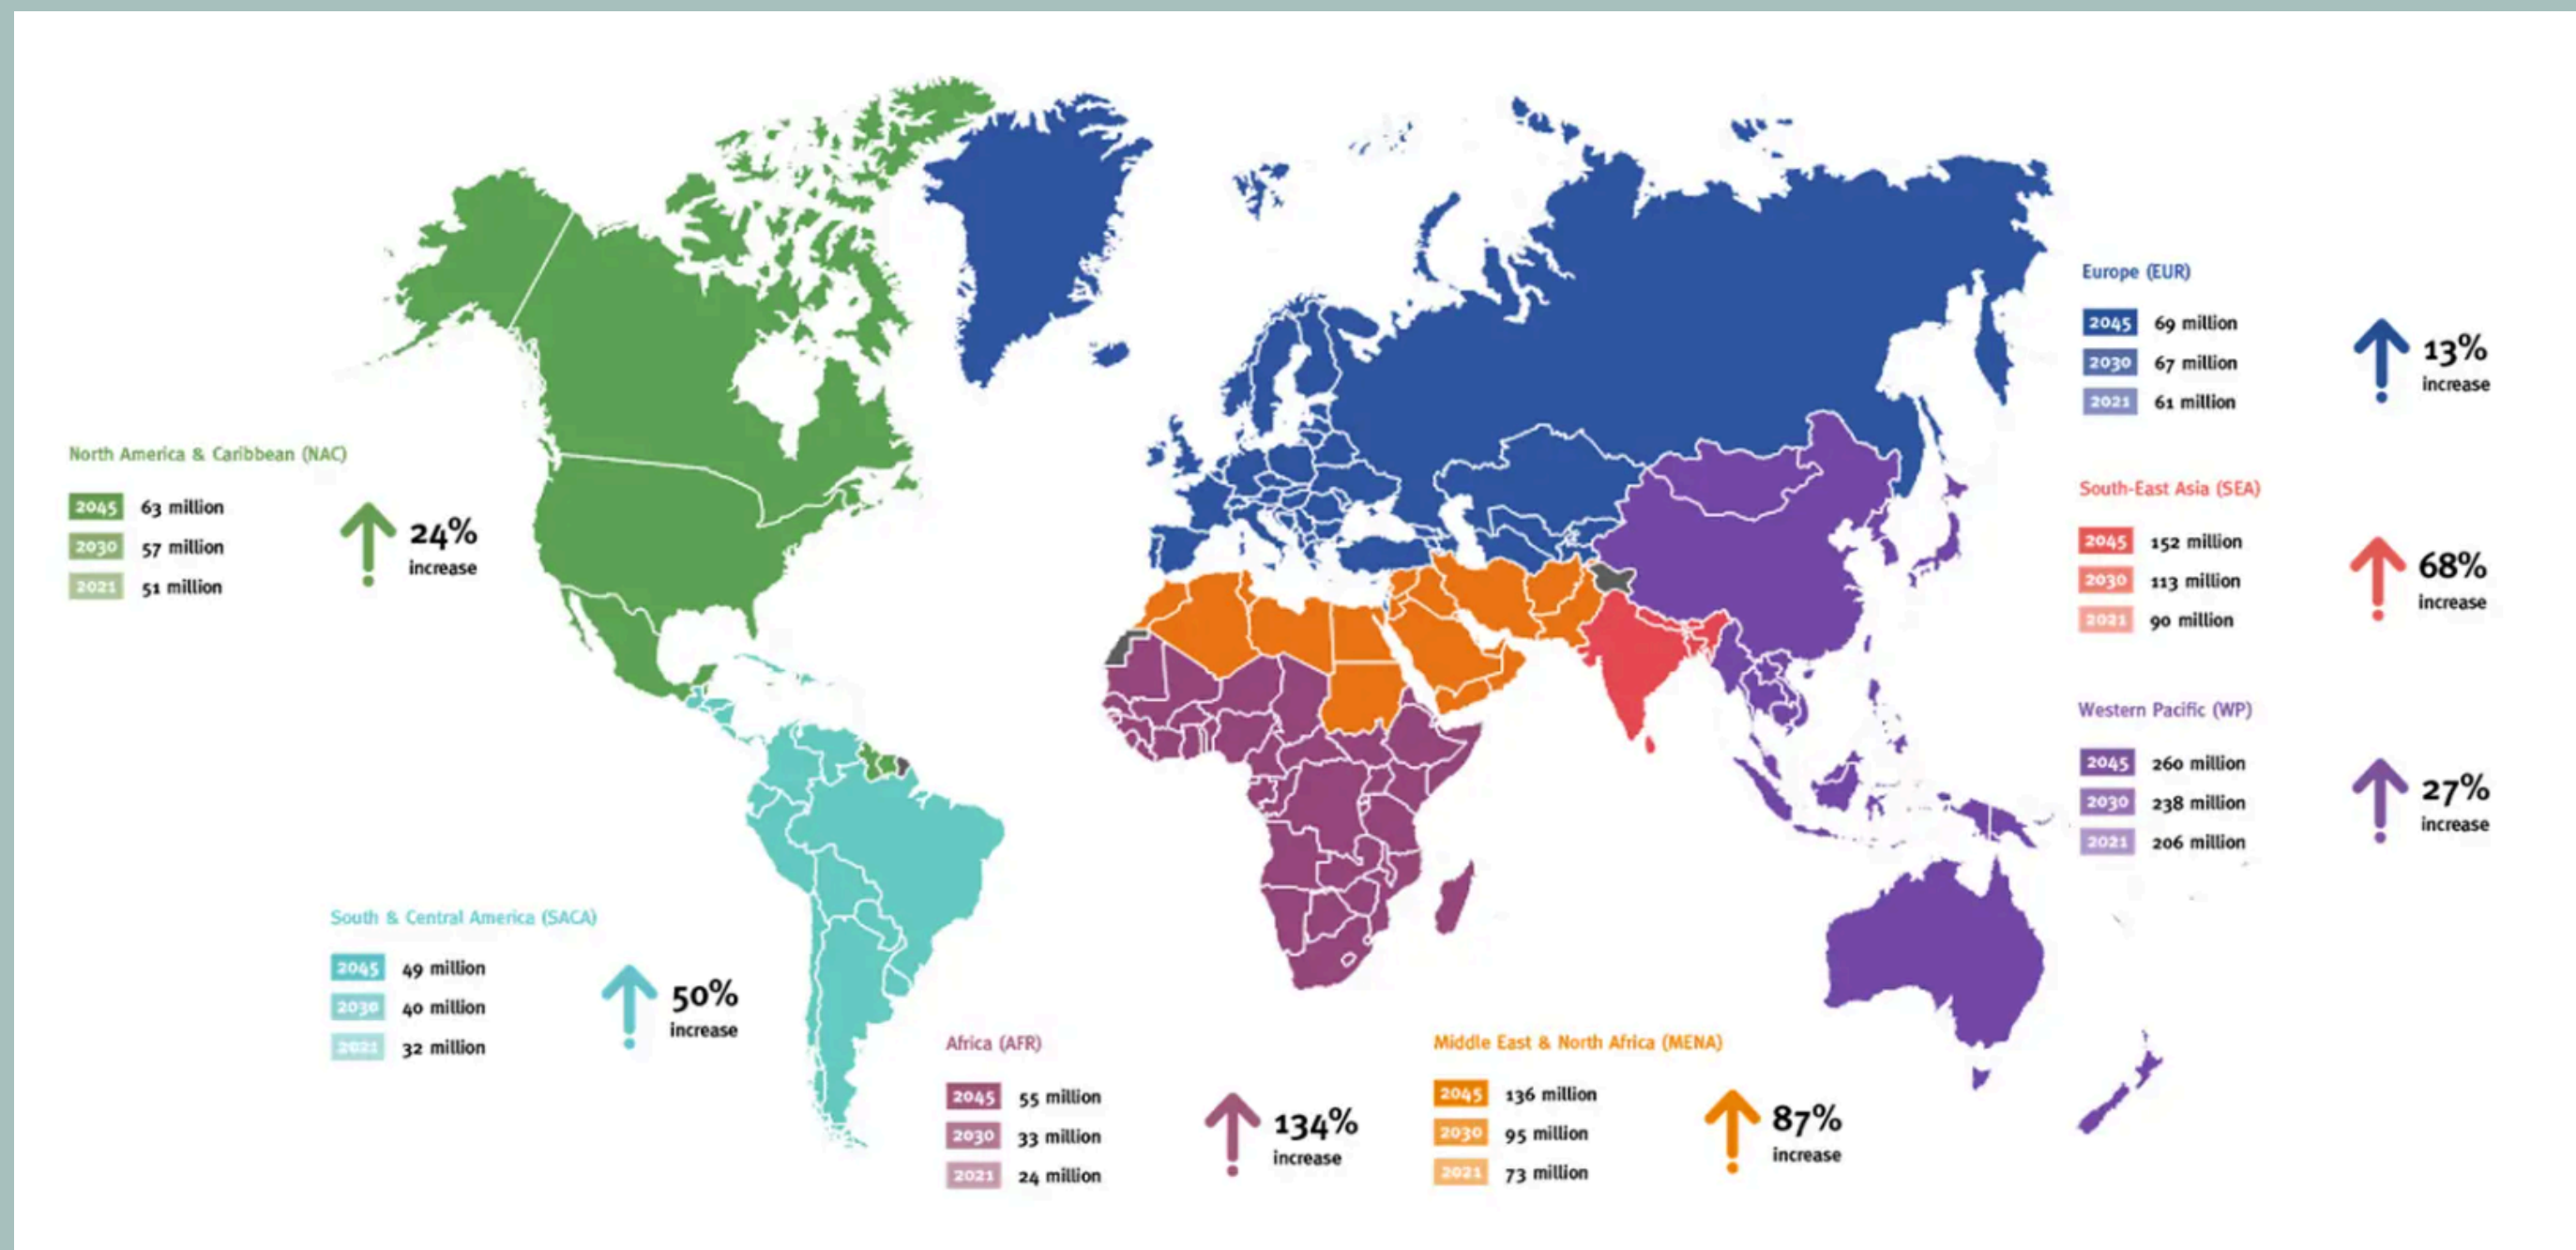 Europe (EUR)
2045 69 million
2030 67 million
2021 61 million
13%
increase
North America & Caribbean (NAC)
2045 63 million
2030 57 million
2021 51 million
24%
increase
South-East Asia (SEA)
2045 152 million
2030 113 million
2021 90 million
68%
increase
Western Pacific (WP)
2045 260 million
2030 238 million
2021 206 million
27%
increase
South & Central America (SACA)
2045 49 million
2030 40 million
2021 32 million
50%
increase
Africa (AFR)
2045 55 million
2030 33 million
2021 24 million
134%
increase
Middle East & North Africa (MENA)
2045 136 million
2030 95 million
2021 73 million
87%
increase